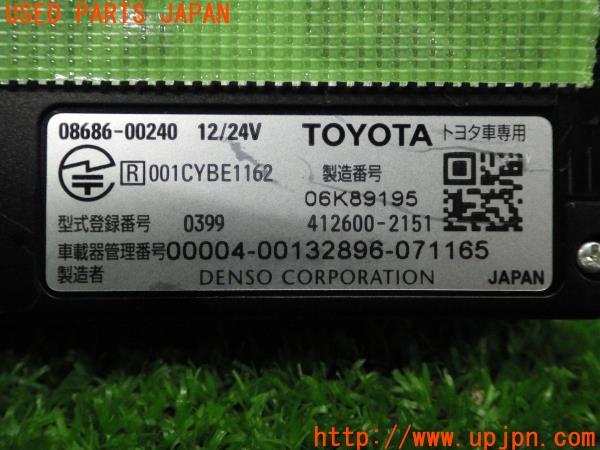 USED PARTS JAPAN
08686-00240 12/24V TOYOTA トヨタ車専用
R 001CYBE1162 製造番号
06K89195
型式登録番号 0399 412600-2151
車載器管理番号 00004-00132896-071165
製造者 DENSO CORPORATION JAPAN
http://www.upjpn.com